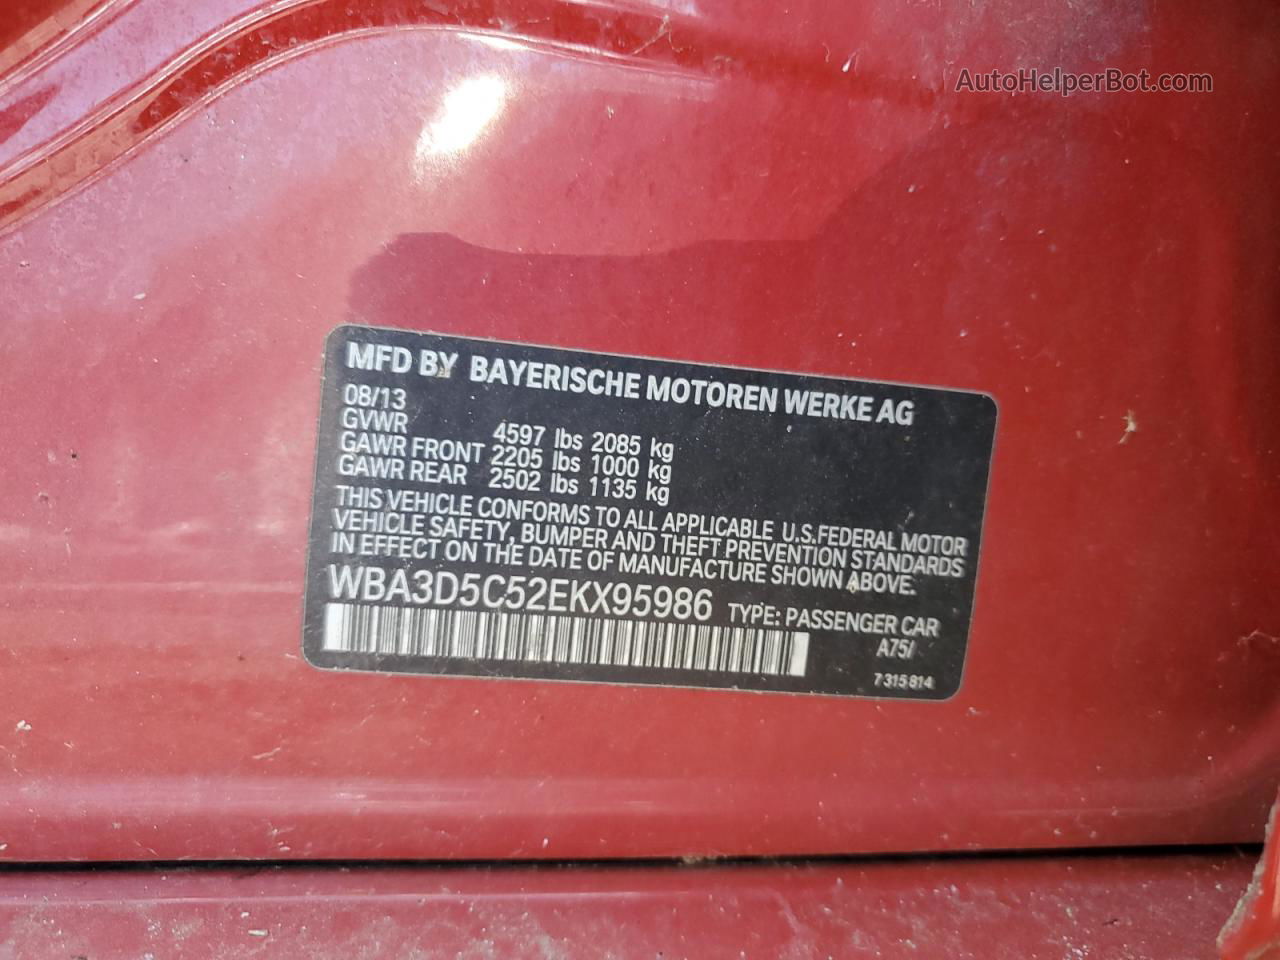 AutoHelperBot.com
MFD BY BAYERISCHE MOTOREN WERKE AG
08/13
GVWR 4597 lbs 2085 kg
GAWR FRONT 2205 lbs 1000 kg
GAWR REAR 2502 lbs 1135 kg
THIS VEHICLE CONFORMS TO ALL APPLICABLE U.S.FEDERAL MOTOR
VEHICLE SAFETY, BUMPER AND THEFT PREVENTION STANDARDS
IN EFFECT ON THE DATE OF MANUFACTURE SHOWN ABOVE.
WBA3D5C52EKX95986 TYPE: PASSENGER CAR
A75/
7315814